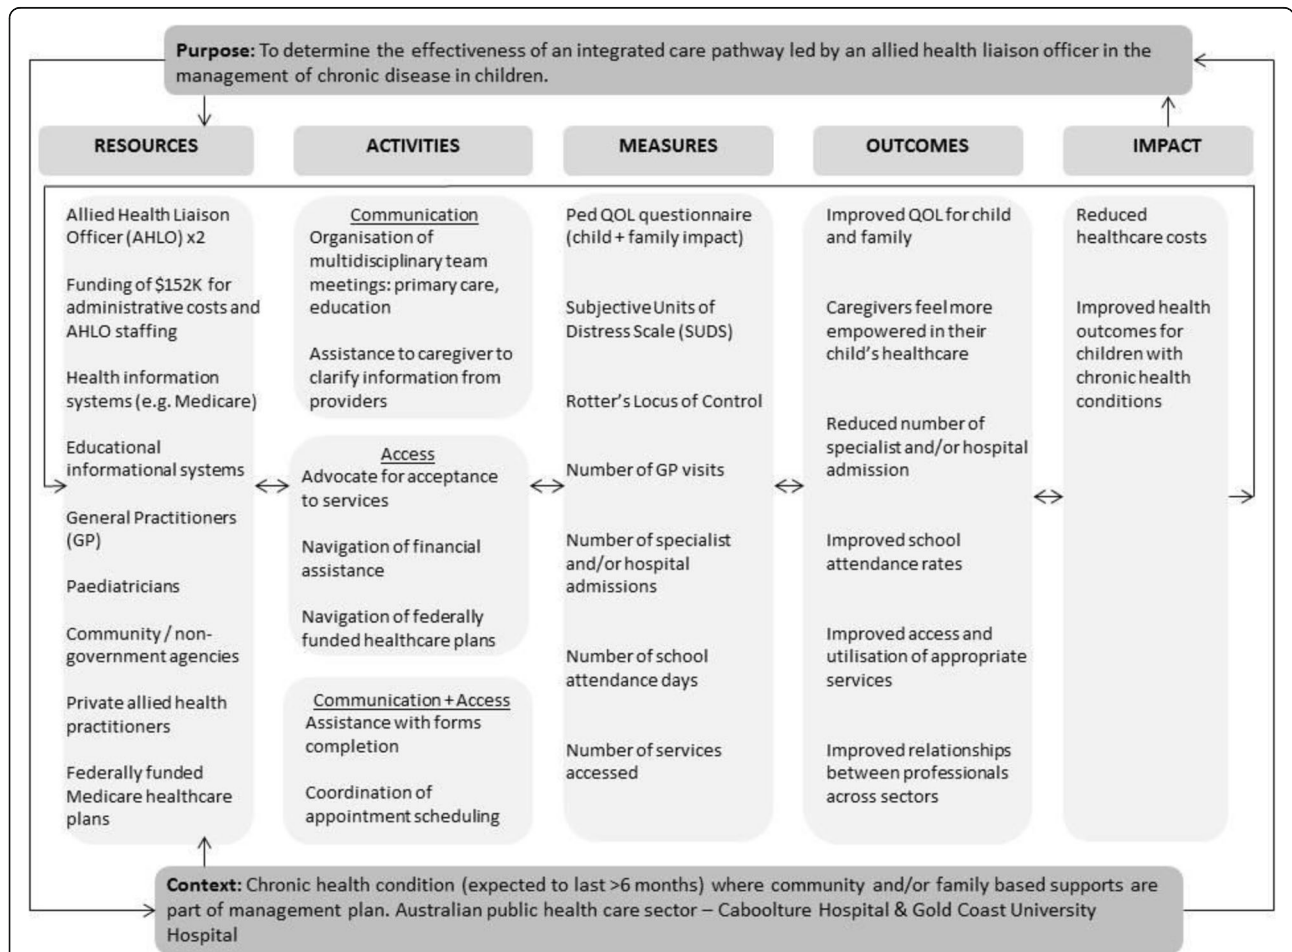 Purpose: To determine the effectiveness of an integrated care pathway led by an allied health liaison officer in the
management of chronic disease in children.
RESOURCES
Allied Health Liaison
Officer (AHLO) x2
Funding of $152K for
administrative costs and
AHLO staffing
Health information
systems (e.g. Medicare)
Educational
informational systems
General Practitioners
(GP)
Paediatricians
Community / non-
government agencies
Private allied health
practitioners
Federally funded
Medicare healthcare
plans
ACTIVITIES
Communication
Organisation of
multidisciplinary team
meetings: primary care,
education
Assistance to caregiver to
clarify information from
providers
Access
Advocate for acceptance
to services
Navigation of financial
assistance
Navigation of federally
funded healthcare plans
Communication + Access
Assistance with forms
completion
Coordination of
appointment scheduling
MEASURES
Ped QOL questionnaire
(child + family impact)
Subjective Units of
Distress Scale (SUDS)
Rotter's Locus of Control
Number of GP visits
Number of specialist
and/or hospital
admissions
Number of school
attendance days
Number of services
accessed
OUTCOMES
Improved QOL for child
and family
Caregivers feel more
empowered in their
child's healthcare
Reduced number of
specialist and/or hospital
admission
Improved school
attendance rates
Improved access and
utilisation of appropriate
services
Improved relationships
between professionals
across sectors
IMPACT
Reduced
healthcare costs
Improved health
outcomes for
children with
chronic health
conditions
Context: Chronic health condition (expected to last >6 months) where community and/or family based supports are
part of management plan. Australian public health care sector – Caboolture Hospital & Gold Coast University
Hospital